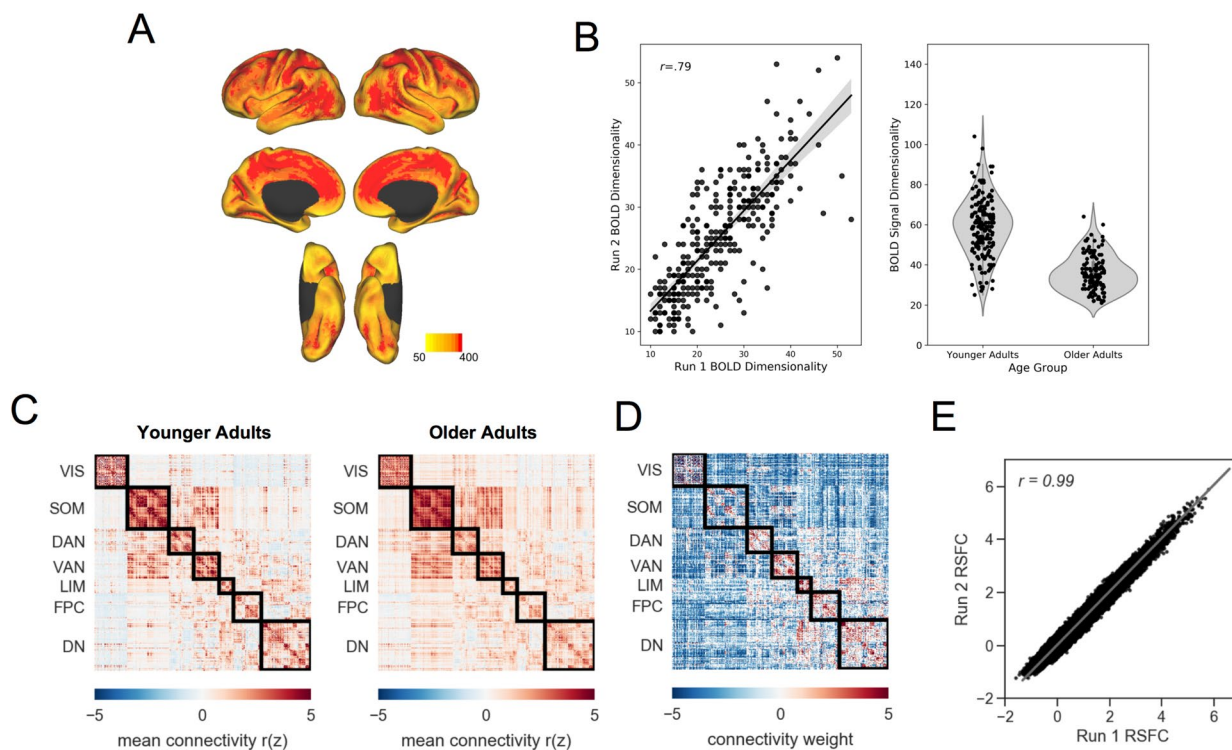 A
50
400
B
r=.79
50
40
30
20
10
10
20
30
40
50
Run 2 BOLD Dimensionality
Run 1 BOLD Dimensionality
140
120
100
80
60
40
20
0
BOLD Signal Dimensionality
Younger Adults
Older Adults
Age Group
C
Younger Adults
VIS
SOM
DAN
VAN
LIM
FPC
DN
−5
0
5
mean connectivity r(z)
Older Adults
VIS
SOM
DAN
VAN
LIM
FPC
DN
−5
0
5
mean connectivity r(z)
D
VIS
SOM
DAN
VAN
LIM
FPC
DN
−5
0
5
connectivity weight
E
r = 0.99
6
4
2
0
−2
−2
0
2
4
6
Run 2 RSFC
Run 1 RSFC